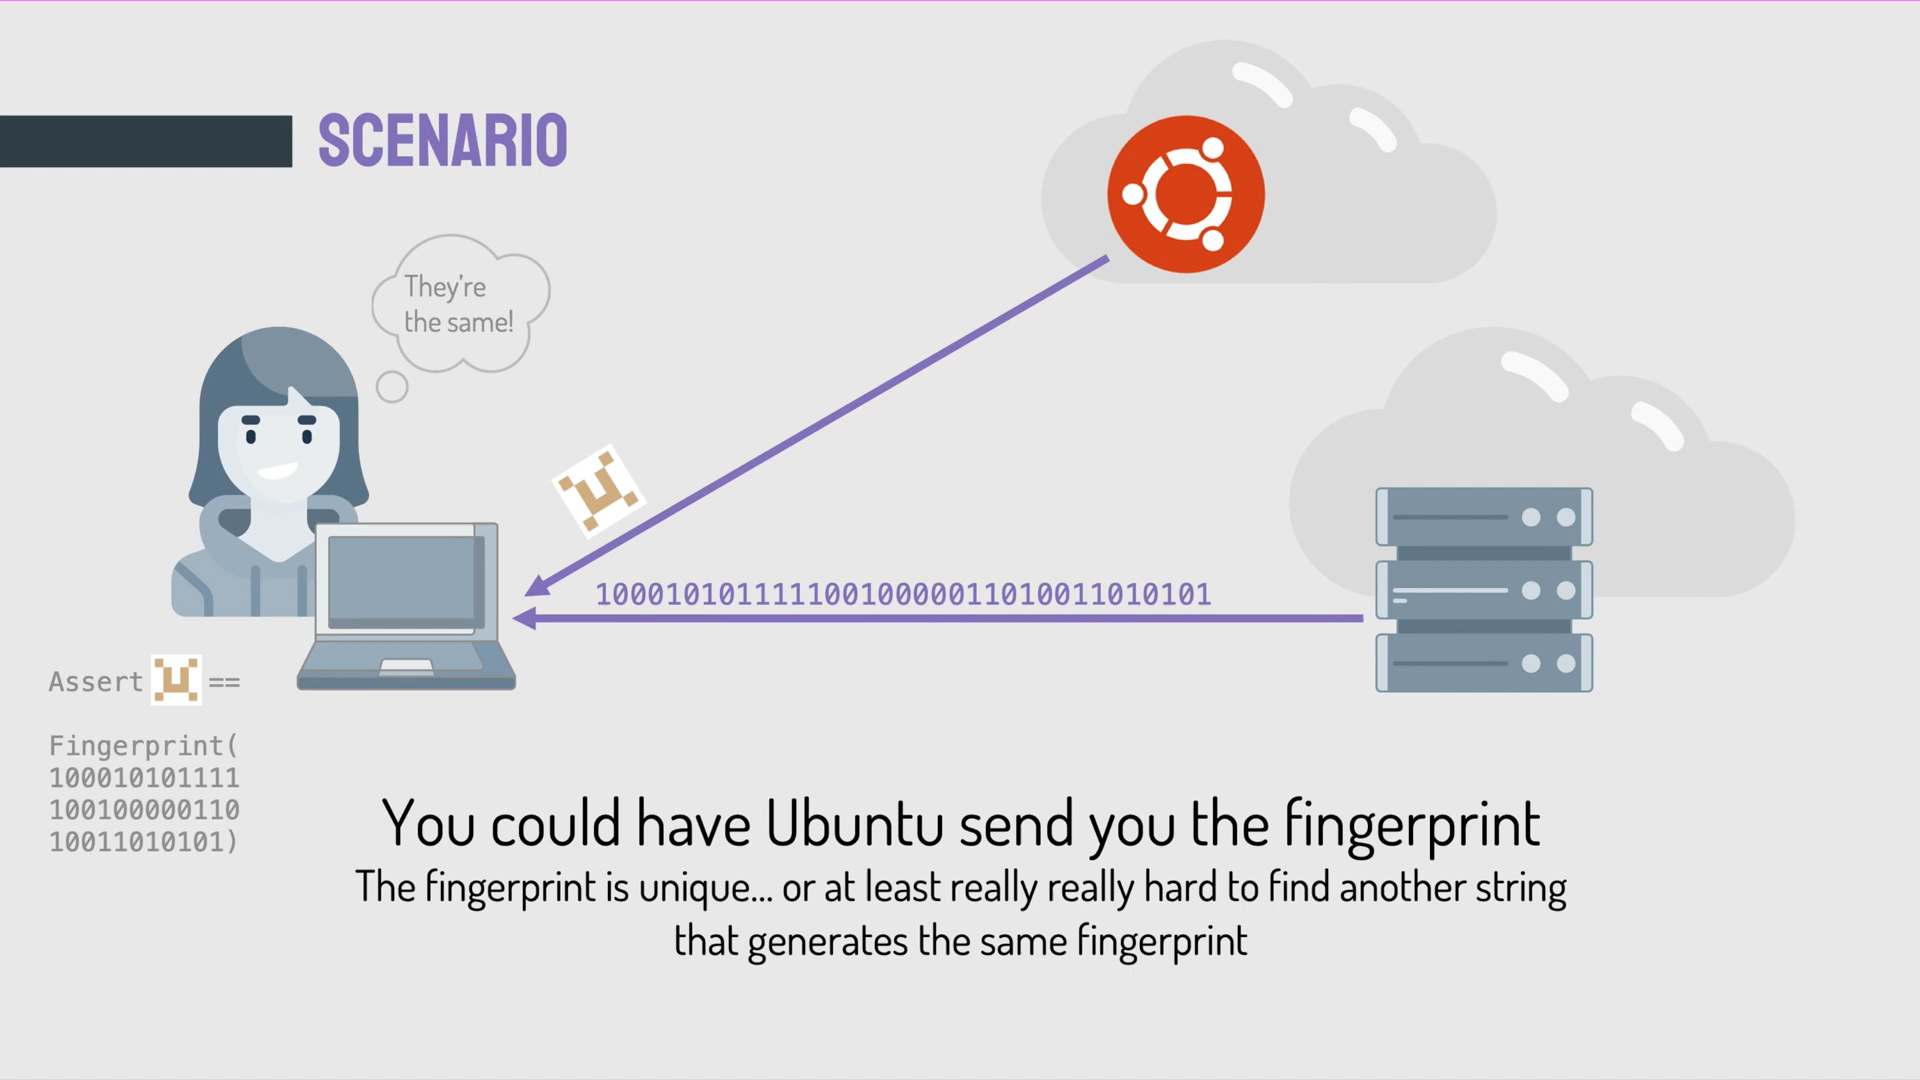 SCENARIO
They're
the same!
10001010111110010000011010011010101
Assert ==
Fingerprint(
100010101111
100100000110
10011010101)
You could have Ubuntu send you the fingerprint
The fingerprint is unique... or at least really really hard to find another string
that generates the same fingerprint